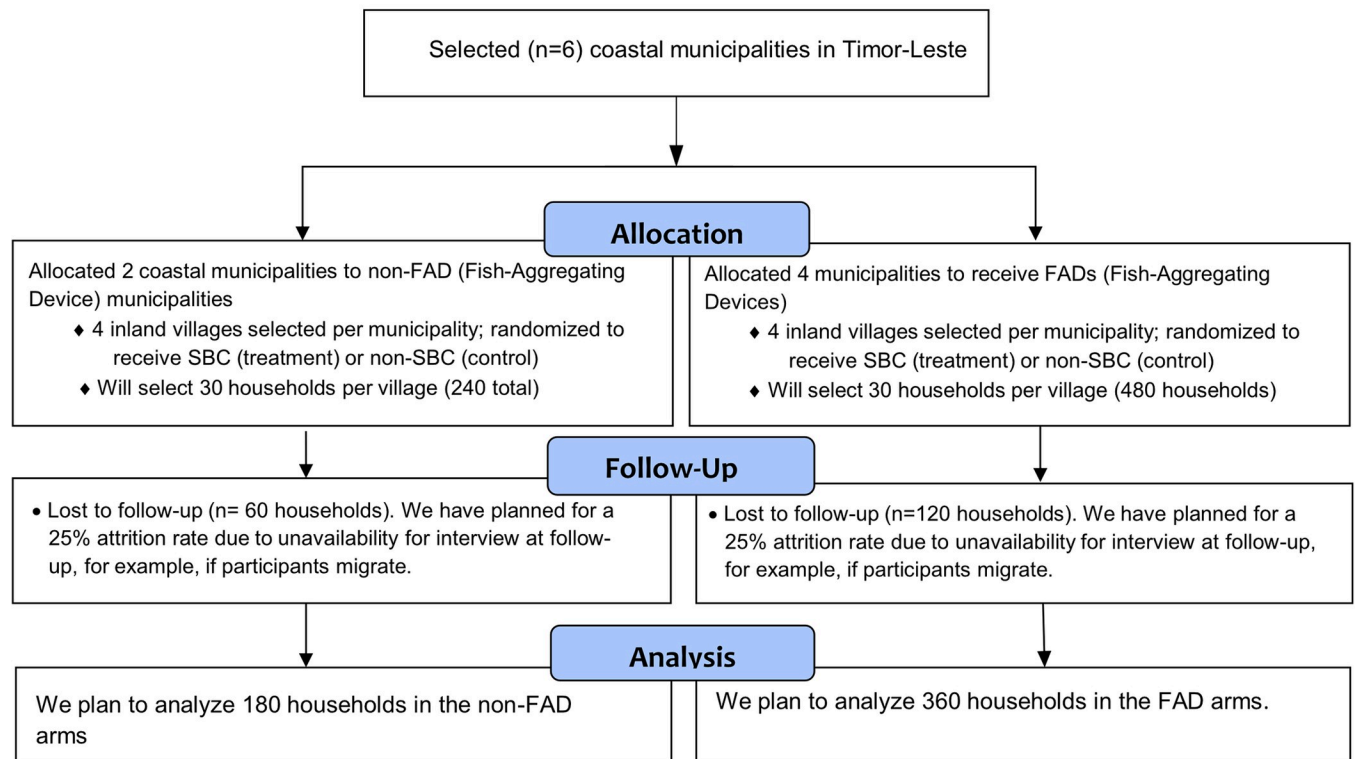 Selected (n=6) coastal municipalities in Timor-Leste
Allocation
Allocated 2 coastal municipalities to non-FAD (Fish-Aggregating
Device) municipalities
♦ 4 inland villages selected per municipality; randomized to
receive SBC (treatment) or non-SBC (control)
♦ Will select 30 households per village (240 total)
Allocated 4 municipalities to receive FADs (Fish-Aggregating
Devices)
♦ 4 inland villages selected per municipality; randomized to
receive SBC (treatment) or non-SBC (control)
♦ Will select 30 households per village (480 households)
Follow-Up
• Lost to follow-up (n= 60 households). We have planned for a
25% attrition rate due to unavailability for interview at follow-
up, for example, if participants migrate.
• Lost to follow-up (n=120 households). We have planned for a
25% attrition rate due to unavailability for interview at follow-up,
for example, if participants migrate.
Analysis
We plan to analyze 180 households in the non-FAD
arms
We plan to analyze 360 households in the FAD arms.